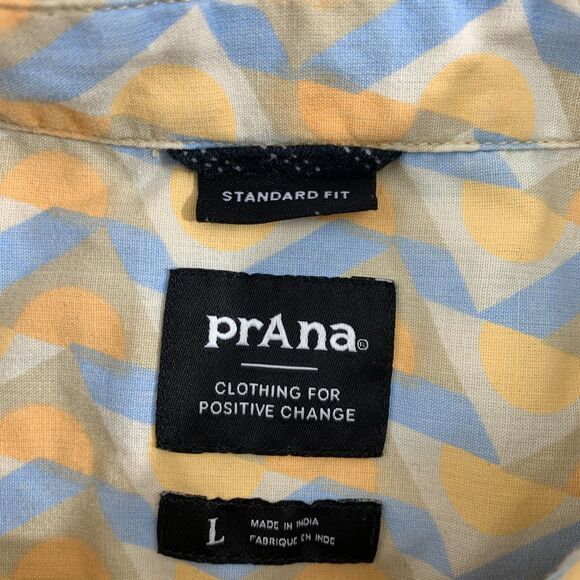 STANDARD FIT
prAna®
CLOTHING FOR
POSITIVE CHANGE
L
MADE IN INDIA
FABRIQUE EN INDE